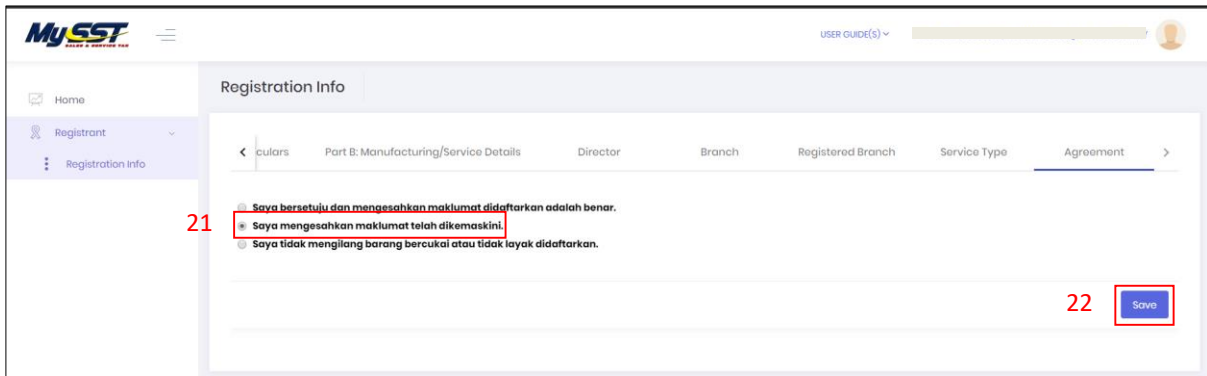 MySST
SALES & SERVICE TAX
USER GUIDE(S)
Home
Registrant
Registration Info
Registration Info
culars Part B: Manufacturing/Service Details Director Branch Registered Branch Service Type Agreement
Saya bersetuju dan mengesahkan maklumat didaftarkan adalah benar.
21
Saya mengesahkan maklumat telah dikemaskini.
Saya tidak mengilang barang bercukai atau tidak layak didaftarkan.
22
Save